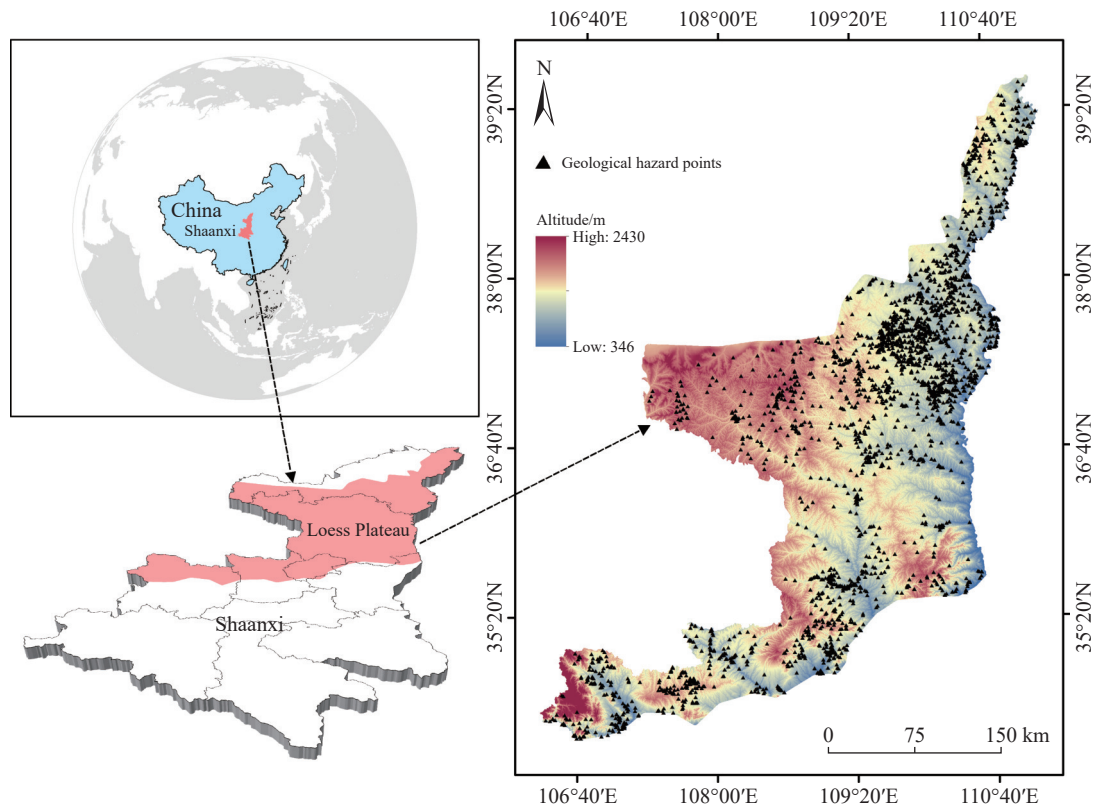 China
Shaanxi
Loess Plateau
Shaanxi
106°40′E
108°00′E
109°20′E
110°40′E
N
Geological hazard points
Altitude/m
High: 2430
Low: 346
39°20′N
38°00′N
36°40′N
35°20′N
39°20′N
38°00′N
36°40′N
35°20′N
0
75
150 km
106°40′E
108°00′E
109°20′E
110°40′E